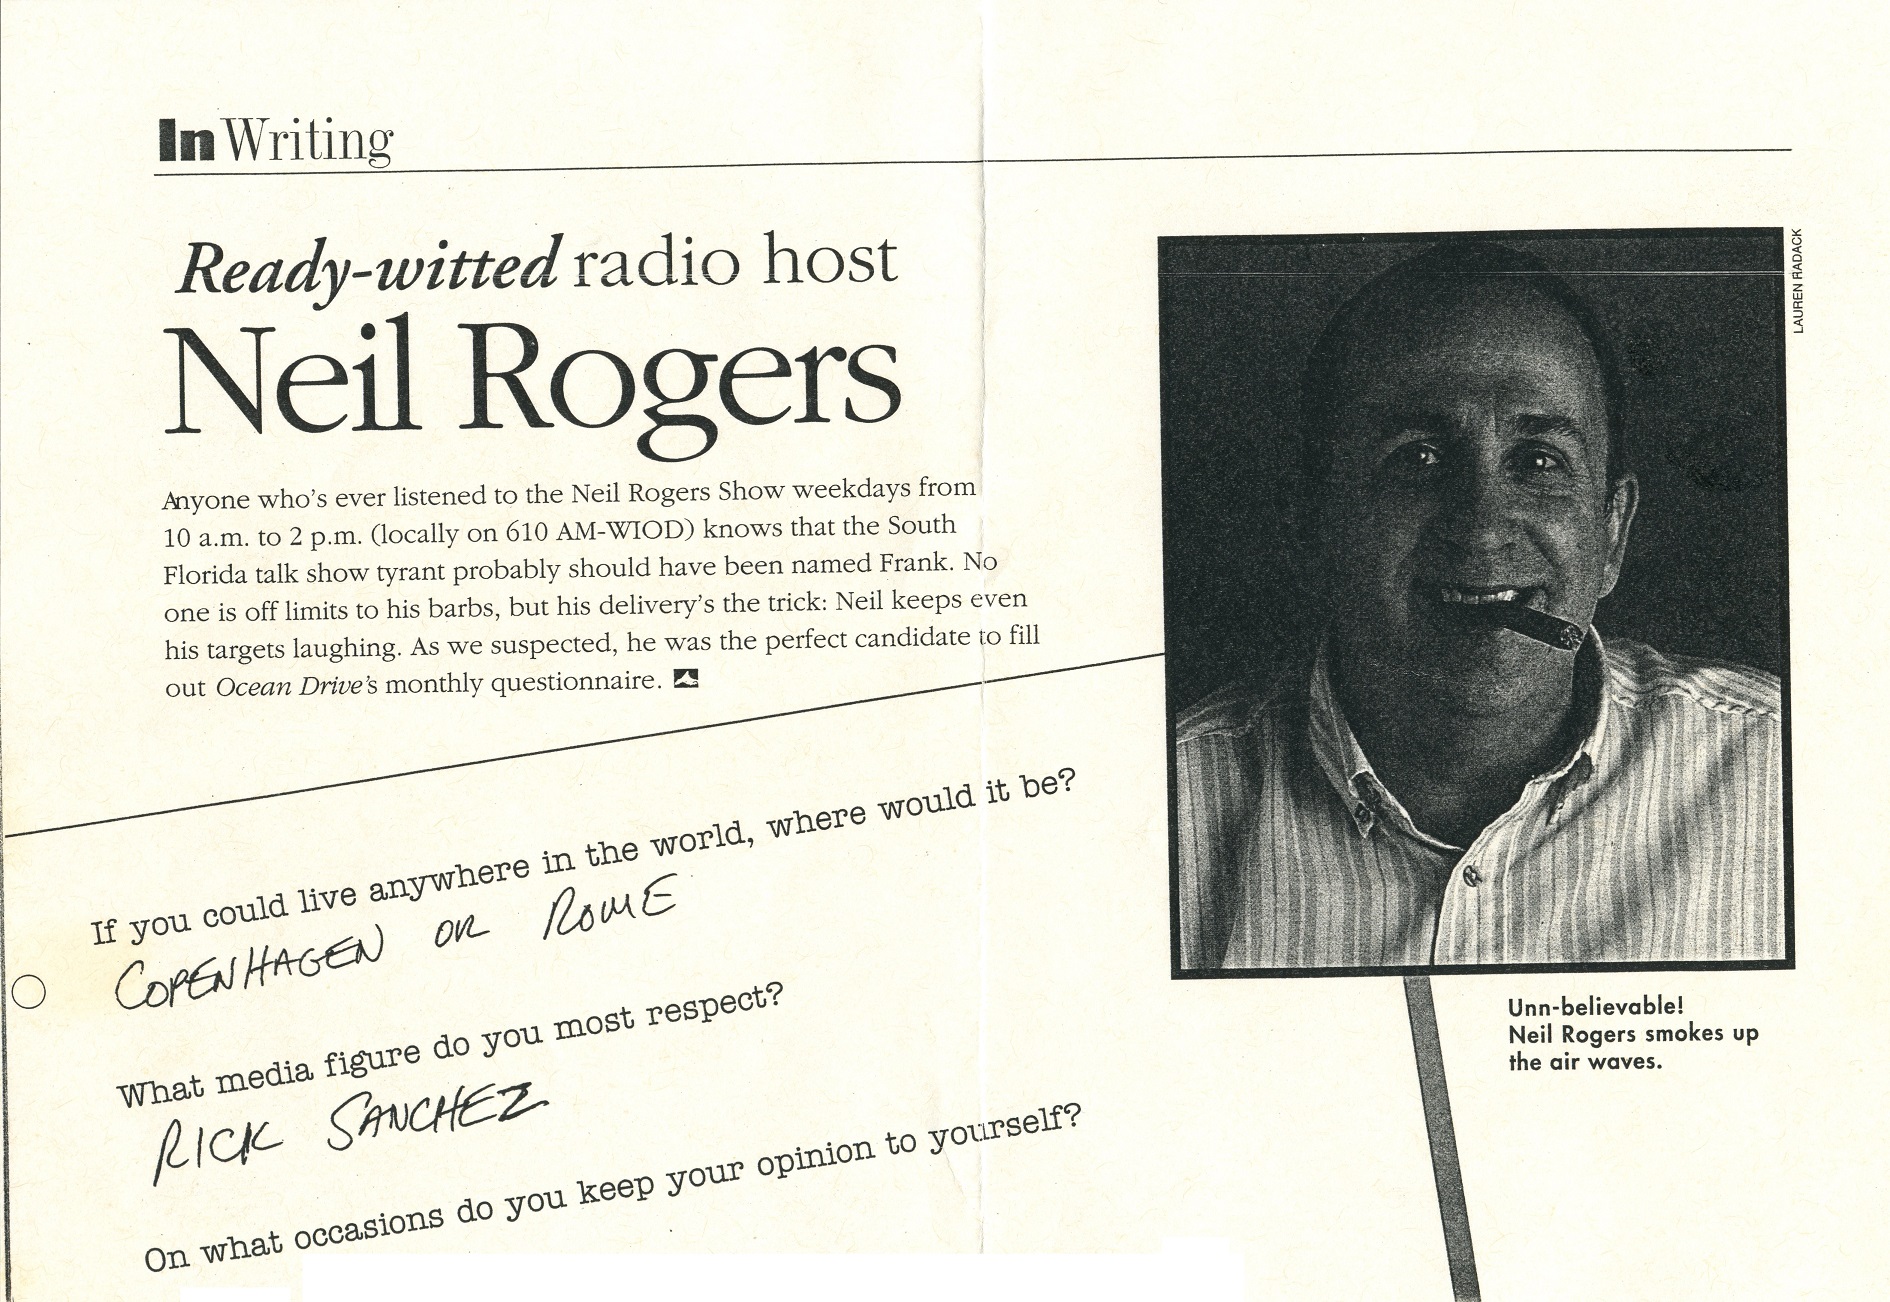 In Writing
Ready-witted radio host
Neil Rogers
Anyone who's ever listened to the Neil Rogers Show weekdays from
10 a.m. to 2 p.m. (locally on 610 AM-WIOD) knows that the South
Florida talk show tyrant probably should have been named Frank. No
one is off limits to his barbs, but his delivery's the trick: Neil keeps even
his targets laughing. As we suspected, he was the perfect candidate to fill
out Ocean Drive's monthly questionnaire.
LAUREN RADACK
Unn-believable!
Neil Rogers smokes up
the air waves.
If you could live anywhere in the world, where would it be?
COPENHAGEN OR ROME
What media figure do you most respect?
RICK SANCHEZ
On what occasions do you keep your opinion to yourself?